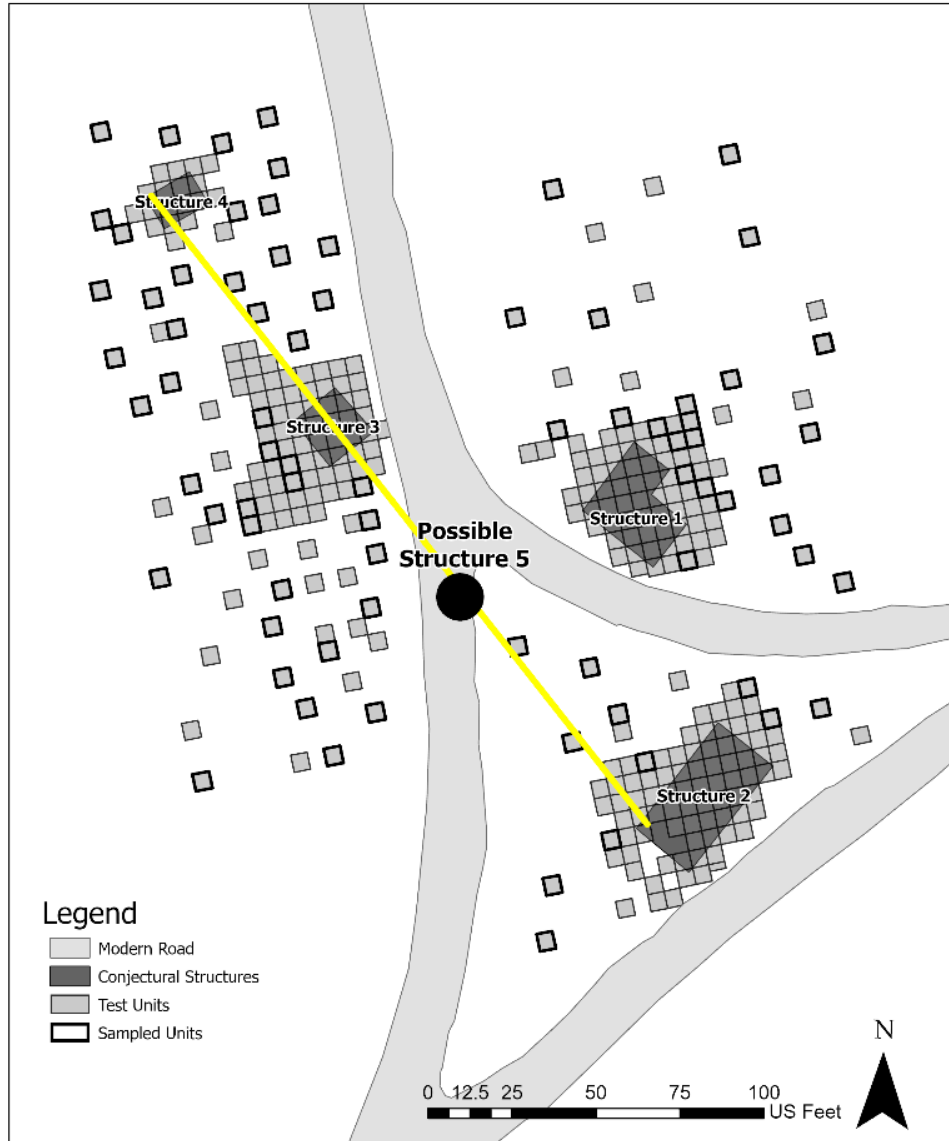 Structure 4
Structure 3
Structure 1
Possible
Structure 5
Structure 2
Legend
Modern Road
Conjectural Structures
Test Units
Sampled Units
N
0 12.5 25 50 75 100
US Feet